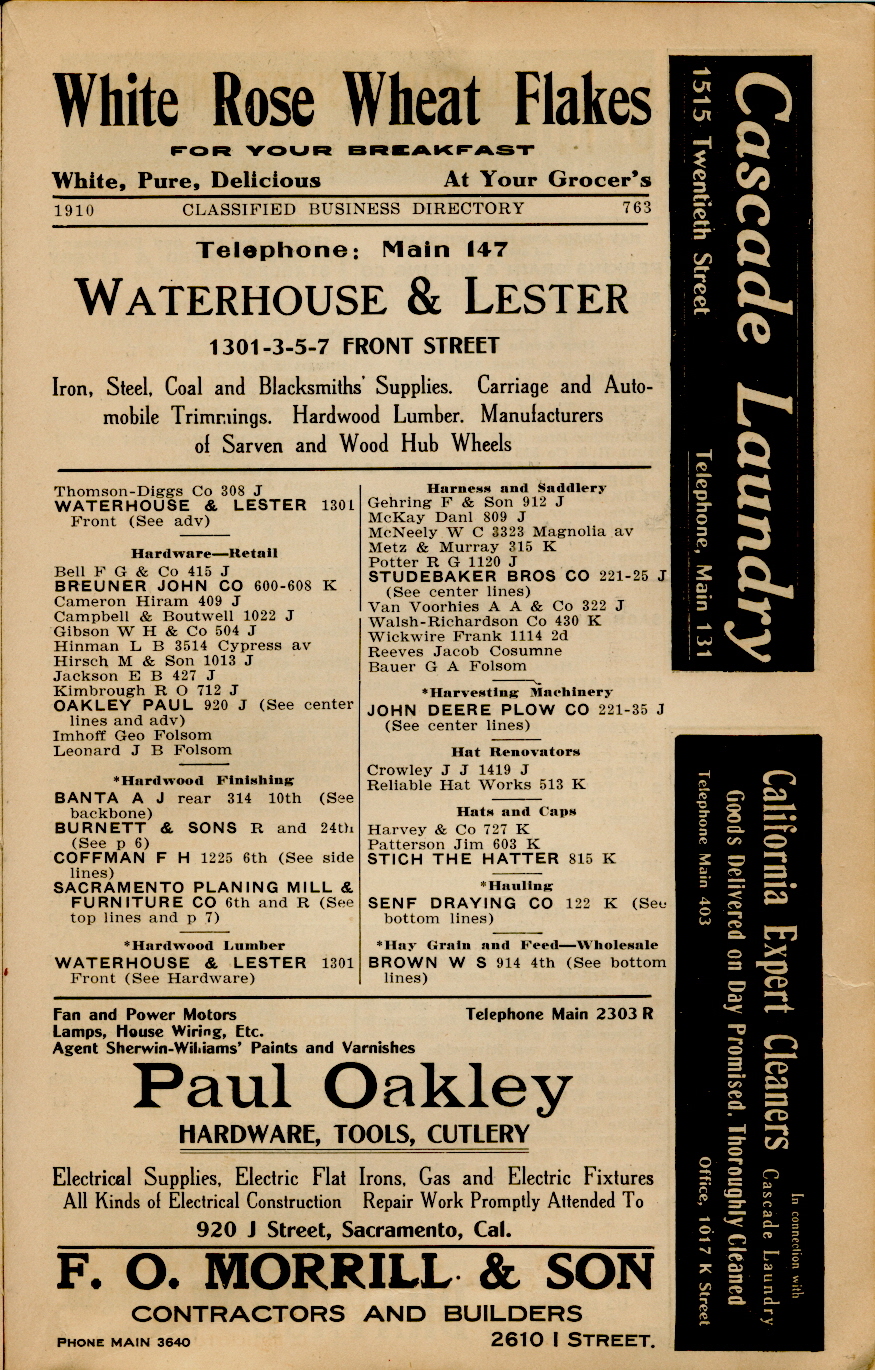 White Rose Wheat Flakes
FOR YOUR BREAKFAST
White, Pure, Delicious At Your Grocer's
1910 CLASSIFIED BUSINESS DIRECTORY 763
Telephone: Main 147
WATERHOUSE & LESTER
1301-3-5-7 FRONT STREET
Iron, Steel, Coal and Blacksmiths' Supplies. Carriage and Auto-
mobile Trimmings. Hardwood Lumber. Manufacturers
of Sarven and Wood Hub Wheels
Thomson-Diggs Co 308 J
WATERHOUSE & LESTER 1301
Front (See adv)
Hardware—Retail
Bell F G & Co 415 J
BREUNER JOHN CO 600-608 K
Cameron Hiram 409 J
Campbell & Boutwell 1022 J
Gibson W H & Co 504 J
Hinman L B 3514 Cypress av
Hirsch M & Son 1013 J
Jackson E B 427 J
Kimbrough R O 712 J
OAKLEY PAUL 920 J (See center
lines and adv)
Imhoff Geo Folsom
Leonard J B Folsom
*Hardwood Finishing
BANTA A J rear 314 10th (See
backbone)
BURNETT & SONS R and 24th
(See p 6)
COFFMAN F H 1225 6th (See side
lines)
SACRAMENTO PLANING MILL &
FURNITURE CO 6th and R (See
top lines and p 7)
*Hardwood Lumber
WATERHOUSE & LESTER 1301
Front (See Hardware)
Harness and Saddlery
Gehring F & Son 912 J
McKay Danl 809 J
McNeely W C 3323 Magnolia av
Metz & Murray 315 K
Potter R G 1120 J
STUDEBAKER BROS CO 221-25 J
(See center lines)
Van Voorhies A A & Co 322 J
Walsh-Richardson Co 430 K
Wickwire Frank 1114 2d
Reeves Jacob Cosumne
Bauer G A Folsom
*Harvesting Machinery
JOHN DEERE PLOW CO 221-35 J
(See center lines)
Hat Renovators
Crowley J J 1419 J
Reliable Hat Works 513 K
Hats and Caps
Harvey & Co 727 K
Patterson Jim 603 K
STICH THE HATTER 815 K
*Hauling
SENF DRAYING CO 122 K (See
bottom lines)
*Hay Grain and Feed—Wholesale
BROWN W S 914 4th (See bottom
lines)
Fan and Power Motors Telephone Main 2303 R
Lamps, House Wiring, Etc.
Agent Sherwin-Williams' Paints and Varnishes
Paul Oakley
HARDWARE, TOOLS, CUTLERY
Electrical Supplies, Electric Flat Irons, Gas and Electric Fixtures
All Kinds of Electrical Construction Repair Work Promptly Attended To
920 J Street, Sacramento, Cal.
F. O. MORRILL & SON
CONTRACTORS AND BUILDERS
PHONE MAIN 3640 2610 I STREET.
Cascade Laundry
1515 Twentieth Street Telephone, Main 131
California Expert Cleaners In connection with
Cascade Laundry
Goods Delivered on Day Promised, Thoroughly Cleaned
Telephone Main 403 Office, 1017 K Street